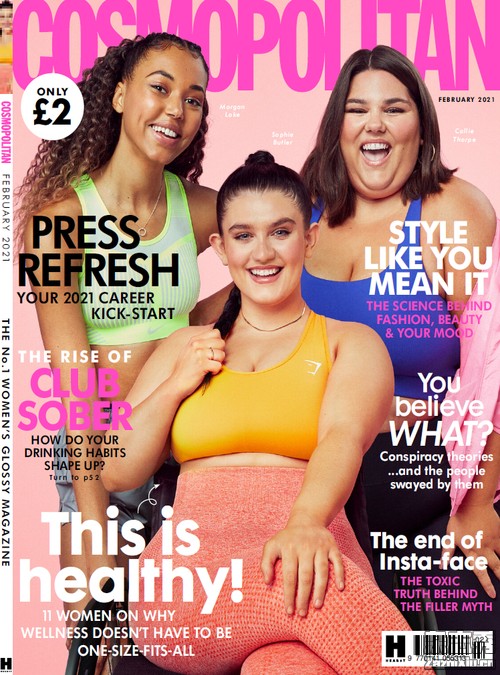 COSMOPOLITAN
ONLY
£2
FEBRUARY 2021
Morgan
Lake
Sophie
Butler
Callie
Thorpe
COSMOPOLITAN
FEBRUARY 2021
THE No.1 WOMEN'S GLOSSY MAGAZINE
PRESS
REFRESH
YOUR 2021 CAREER
KICK-START
THE RISE OF
CLUB
SOBER
HOW DO YOUR
DRINKING HABITS
SHAPE UP?
Turn to p52
This is
healthy!
11 WOMEN ON WHY
WELLNESS DOESN'T HAVE TO BE
ONE-SIZE-FITS-ALL
STYLE
LIKE YOU
MEAN IT
THE SCIENCE BEHIND
FASHION, BEAUTY
& YOUR MOOD
You
believe
WHAT?
Conspiracy theories
...and the people
swayed by them
The end of
Insta-face
THE TOXIC
TRUTH BEHIND
THE FILLER MYTH
H
HEARST
H